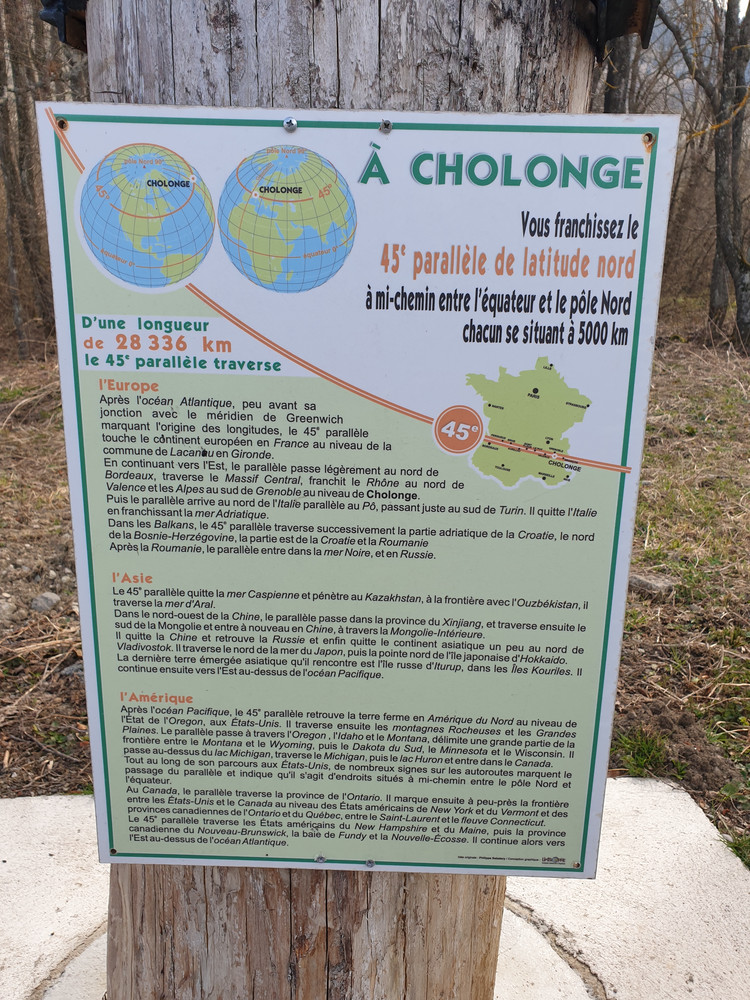 À CHOLONGE
pôle Nord 90°
45°
CHOLONGE
équateur 0°
pôle Nord 90°
CHOLONGE
45°
équateur 0°
Vous franchissez le
45e parallèle de latitude nord
à mi-chemin entre l'équateur et le pôle Nord
chacun se situant à 5000 km
D'une longueur
de 28 336 km
le 45e parallèle traverse
45e
LILLE
PARIS
NANTES
STRASBOURG
LYON
CHOLONGE
MARSEILLE
l'Europe
Après l'océan Atlantique, peu avant sa
jonction avec le méridien de Greenwich
marquant l'origine des longitudes, le 45e parallèle
touche le continent européen en France au niveau de la
commune de Lacanau en Gironde.
En continuant vers l'Est, le parallèle passe légèrement au nord de
Bordeaux, traverse le Massif Central, franchit le Rhône au nord de
Valence et les Alpes au sud de Grenoble au niveau de Cholonge.
Puis le parallèle arrive au nord de l'Italie parallèle au Pô, passant juste au sud de Turin. Il quitte l'Italie
en franchissant la mer Adriatique.
Dans les Balkans, le 45e parallèle traverse successivement la partie adriatique de la Croatie, le nord
de la Bosnie-Herzégovine, la partie est de la Croatie et la Roumanie
Après la Roumanie, le parallèle entre dans la mer Noire, et en Russie.
l'Asie
Le 45e parallèle quitte la mer Caspienne et pénètre au Kazakhstan, à la frontière avec l'Ouzbékistan, il
traverse la mer d'Aral.
Dans le nord-ouest de la Chine, le parallèle passe dans la province du Xinjiang, et traverse ensuite le
sud de la Mongolie et entre à nouveau en Chine, à travers la Mongolie-Intérieure.
Il quitte la Chine et retrouve la Russie et enfin quitte le continent asiatique un peu au nord de
Vladivostok. Il traverse le nord de la mer du Japon, puis la pointe nord de l'île japonaise d'Hokkaido.
La dernière terre émergée asiatique qu'il rencontre est l'île russe d'Iturup, dans les Îles Kouriles. Il
continue ensuite vers l'Est au-dessus de l'océan Pacifique.
l'Amérique
Après l'océan Pacifique, le 45e parallèle retrouve la terre ferme en Amérique du Nord au niveau de
l'État de l'Oregon, aux États-Unis. Il traverse ensuite les montagnes Rocheuses et les Grandes
Plaines. Le parallèle passe à travers l'Oregon , l'Idaho et le Montana, délimite une grande partie de la
frontière entre le Montana et le Wyoming, puis le Dakota du Sud, le Minnesota et le Wisconsin. Il
passe au-dessus du lac Michigan, traverse le Michigan, puis le lac Huron et entre dans le Canada.
Tout au long de son parcours aux États-Unis, de nombreux signes sur les autoroutes marquent le
passage du parallèle et indique qu'il s'agit d'endroits situés à mi-chemin entre le pôle Nord et
l'équateur.
Au Canada, le parallèle traverse la province de l'Ontario. Il marque ensuite à peu-près la frontière
entre les États-Unis et le Canada au niveau des États américains de New York et du Vermont et des
provinces canadiennes de l'Ontario et du Québec, entre le Saint-Laurent et le fleuve Connecticut.
Le 45e parallèle traverse les États américains du New Hampshire et du Maine, puis la province
canadienne du Nouveau-Brunswick, la baie de Fundy et la Nouvelle-Écosse. Il continue alors vers
l'Est au-dessus de l'océan Atlantique.